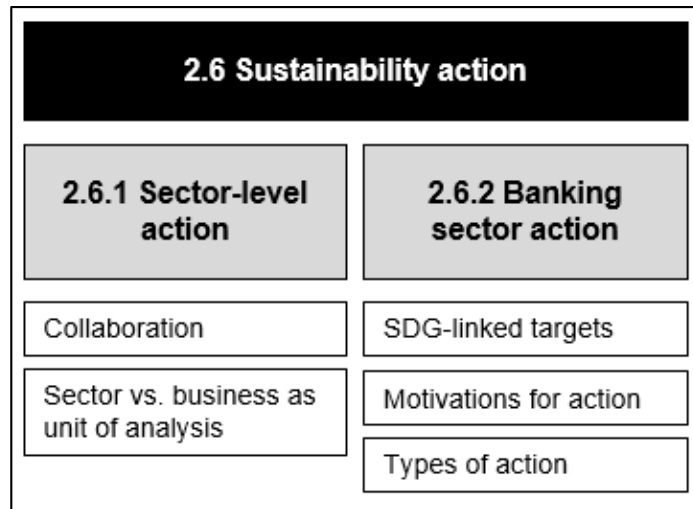 2.6 Sustainability action
2.6.1 Sector-level
action
2.6.2 Banking
sector action
Collaboration
Sector vs. business as
unit of analysis
SDG-linked targets
Motivations for action
Types of action